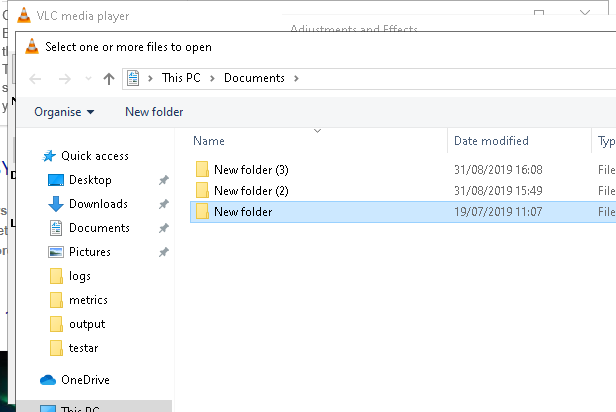 VLC media player
Adjustments and Effects
Select one or more files to open
This PC > Documents >
Organise New folder
Name Date modified Typ
Quick access
New folder (3) 31/08/2019 16:08 File
Desktop
New folder (2) 31/08/2019 15:49 File
Downloads
New folder 19/07/2019 11:07 File
Documents
Pictures
logs
metrics
output
testar
OneDrive
This PC